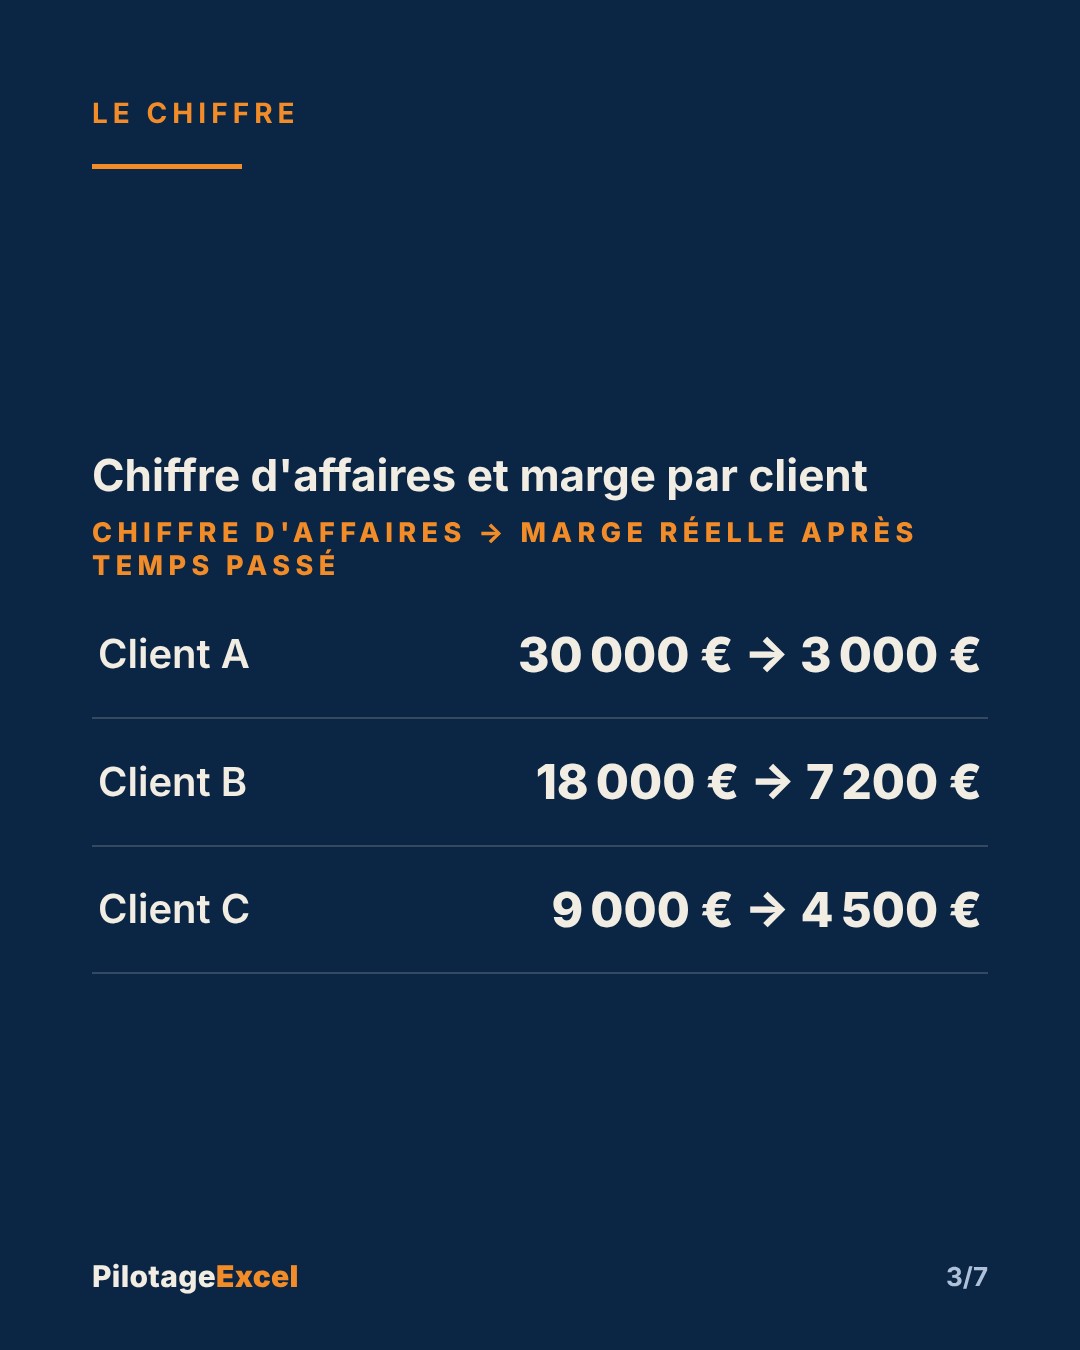 LE CHIFFRE
Chiffre d'affaires et marge par client
CHIFFRE D'AFFAIRES → MARGE RÉELLE APRÈS
TEMPS PASSÉ
Client A 30 000 € → 3 000 €
Client B 18 000 € → 7 200 €
Client C 9 000 € → 4 500 €
PilotageExcel 3/7